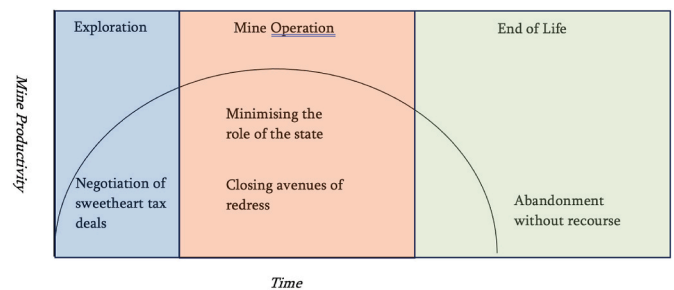 Exploration
Mine Operation
End of Life
Mine Productivity
Minimising the
role of the state
Negotiation of
sweetheart tax
deals
Closing avenues of
redress
Abandonment
without recourse
Time